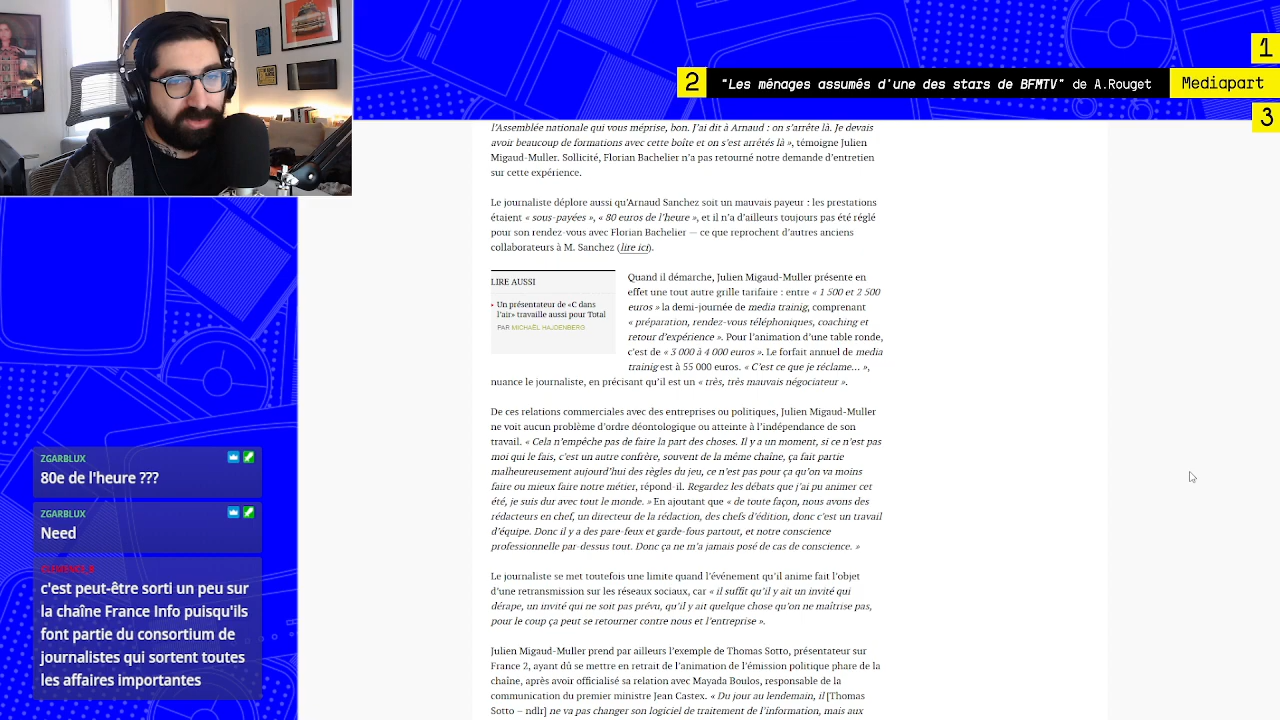 1
2 "Les ménages assumés d'une des stars de BFMTV" de A.Rouget Mediapart
3
l'Assemblée nationale qui vous méprise, bon. J'ai dit à Arnaud : on s'arrête là. Je devais
avoir beaucoup de formations avec cette boîte et on s'est arrêtés là », témoigne Julien
Migaud-Muller. Sollicité, Florian Bachelier n'a pas retourné notre demande d'entretien
sur cette expérience.
Le journaliste déplore aussi qu'Arnaud Sanchez soit un mauvais payeur : les prestations
étaient « sous-payées », « 80 euros de l'heure », et il n'a d'ailleurs toujours pas été réglé
pour son rendez-vous avec Florian Bachelier — ce que reprochent d'autres anciens
collaborateurs à M. Sanchez (lire ici).
LIRE AUSSI
• Un présentateur de «C dans
l'air» travaille aussi pour Total
PAR MICHAËL HAJDENBERG
Quand il démarche, Julien Migaud-Muller présente en
effet une tout autre grille tarifaire : entre « 1 500 et 2 500
euros » la demi-journée de media trainig, comprenant
« préparation, rendez-vous téléphoniques, coaching et
retour d'expérience ». Pour l'animation d'une table ronde,
c'est de « 3 000 à 4 000 euros ». Le forfait annuel de media
trainig est à 55 000 euros. « C'est ce que je réclame… »,
nuance le journaliste, en précisant qu'il est un « très, très mauvais négociateur ».
De ces relations commerciales avec des entreprises ou politiques, Julien Migaud-Muller
ne voit aucun problème d'ordre déontologique ou atteinte à l'indépendance de son
travail. « Cela n'empêche pas de faire la part des choses. Il y a un moment, si ce n'est pas
moi qui le fais, c'est un autre confrère, souvent de la même chaîne, ça fait partie
malheureusement aujourd'hui des règles du jeu, ce n'est pas pour ça qu'on va moins
faire ou mieux faire notre métier, répond-il. Regardez les débats que j'ai pu animer cet
été, je suis dur avec tout le monde. » En ajoutant que « de toute façon, nous avons des
rédacteurs en chef, un directeur de la rédaction, des chefs d'édition, donc c'est un travail
d'équipe. Donc il y a des pare-feux et garde-fous partout, et notre conscience
professionnelle par-dessus tout. Donc ça ne m'a jamais posé de cas de conscience. »
Le journaliste se met toutefois une limite quand l'événement qu'il anime fait l'objet
d'une retransmission sur les réseaux sociaux, car « il suffit qu'il y ait un invité qui
dérape, un invité qui ne soit pas prévu, qu'il y ait quelque chose qu'on ne maîtrise pas,
pour le coup ça peut se retourner contre nous et l'entreprise ».
Julien Migaud-Muller prend par ailleurs l'exemple de Thomas Sotto, présentateur sur
France 2, ayant dû se mettre en retrait de l'animation de l'émission politique phare de la
chaîne, après avoir officialisé sa relation avec Mayada Boulos, responsable de la
communication du premier ministre Jean Castex. « Du jour au lendemain, il [Thomas
Sotto – ndlr] ne va pas changer son logiciel de traitement de l'information, mais aux
ZGARBLUX
80e de l'heure ???
ZGARBLUX
Need
c'est peut-être sorti un peu sur
la chaîne France Info puisqu'ils
font partie du consortium de
journalistes qui sortent toutes
les affaires importantes